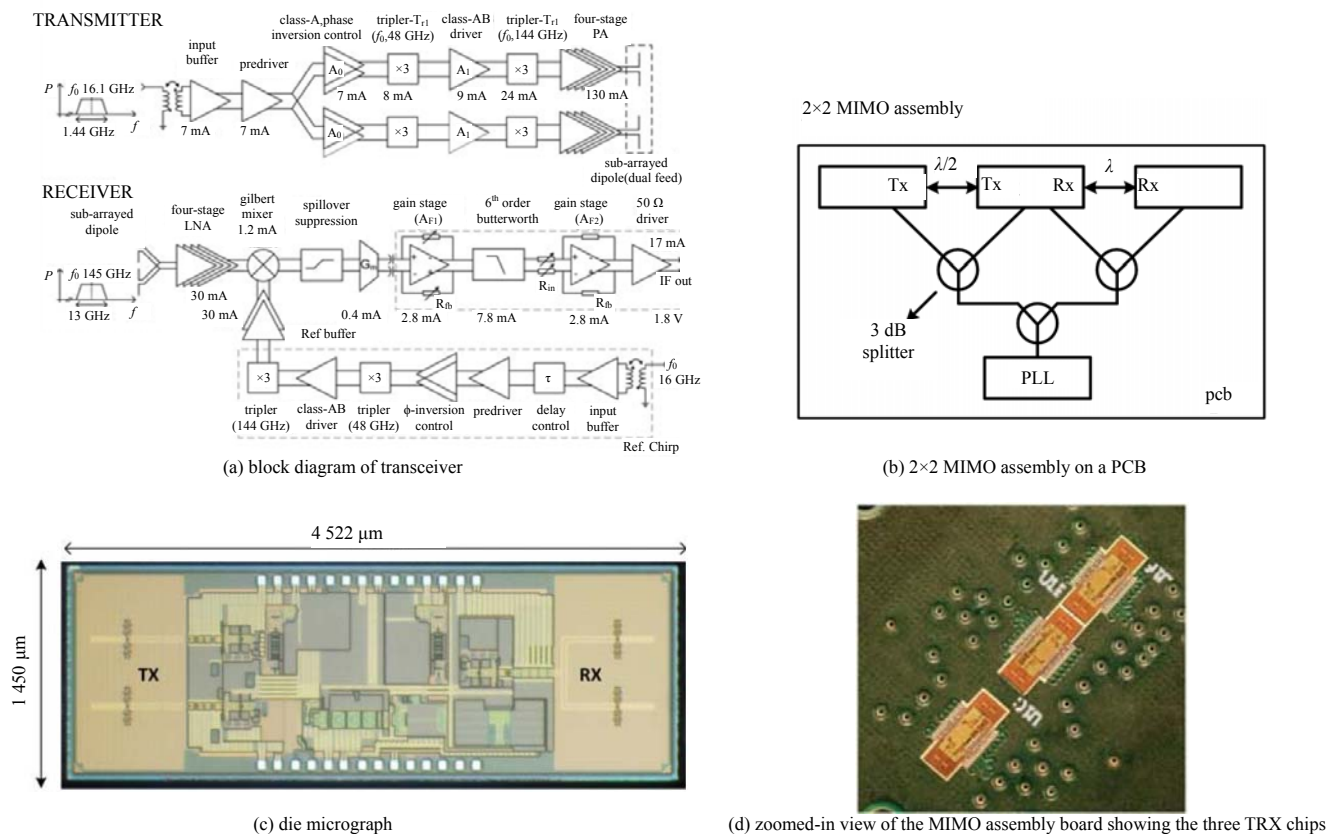 TRANSMITTER
class-A,phase
inversion control
tripler-Tr1
(f0,48 GHz)
class-AB
driver
tripler-Tr1
(f0,144 GHz)
four-stage
PA
input
buffer
predriver
P
f0 16.1 GHz
f
1.44 GHz
7 mA
7 mA
A0
7 mA
×3
8 mA
A1
9 mA
×3
24 mA
130 mA
A0
×3
A1
×3
sub-arrayed
dipole(dual feed)
RECEIVER
sub-arrayed
dipole
four-stage
LNA
gilbert
mixer
1.2 mA
spillover
suppression
gain stage
(AF1)
6th order
butterworth
gain stage
(AF2)
50 Ω
driver
17 mA
P
f0 145 GHz
f
13 GHz
30 mA
30 mA
Ref buffer
0.4 mA
Rfb
2.8 mA
7.8 mA
Rin
Rfb
2.8 mA
IF out
1.8 V
×3
×3
τ
f0
16 GHz
tripler
(144 GHz)
class-AB
driver
tripler
(48 GHz)
ϕ-inversion
control
predriver
delay
control
input
buffer
Ref. Chirp
(a) block diagram of transceiver
2×2 MIMO assembly
Tx
λ/2
Tx
Rx
λ
Rx
3 dB
splitter
PLL
pcb
(b) 2×2 MIMO assembly on a PCB
4 522 μm
1 450 μm
TX
RX
(c) die micrograph
(d) zoomed-in view of the MIMO assembly board showing the three TRX chips